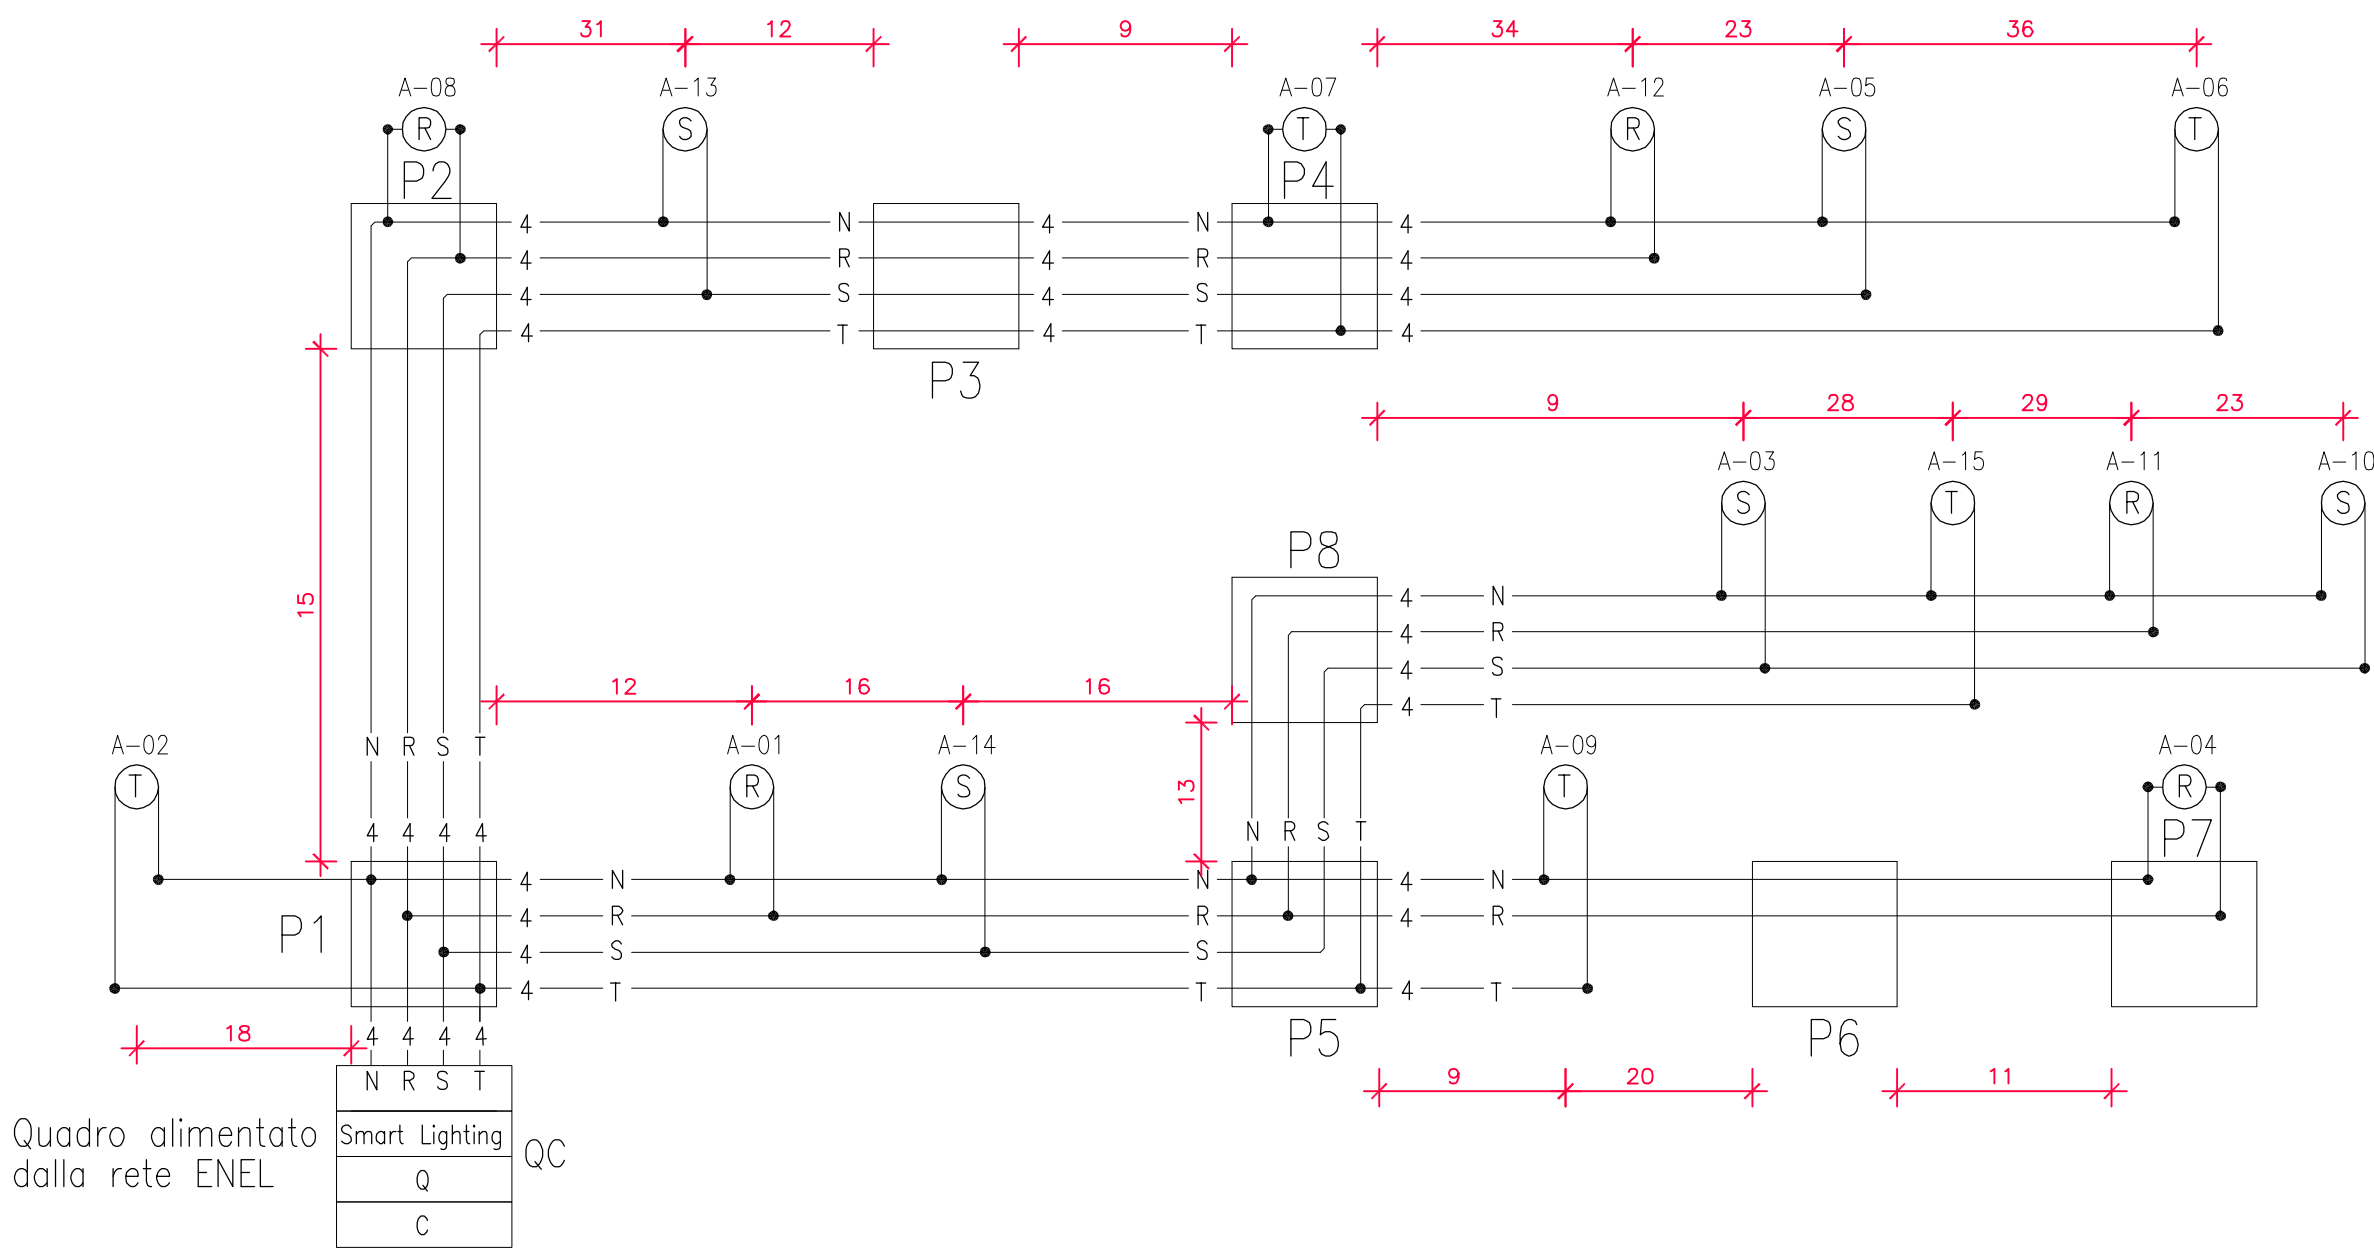 31 12 9 34 23 36
A-08 A-13 A-07 A-12 A-05 A-06
R S T R S T
P2 P4
4 N 4 N 4
4 R 4 R 4
4 S 4 S 4
4 T 4 T 4
P3
9 28 29 23
A-03 A-15 A-11 A-10
S T R S
P8
15
4 N
4 R
4 S
4 T
12 16 16
13
N R S T
A-02 A-01 A-14 A-09 A-04
T R S T R
4 4 4 4
N R S T
P7
4 N N 4 N
P1 4 R R 4 R
4 S S
4 T T 4 T
18
4 4 4 4
P5 P6
N R S T
9 20 11
Quadro alimentato
dalla rete ENEL
Smart Lighting
QC
Q
C